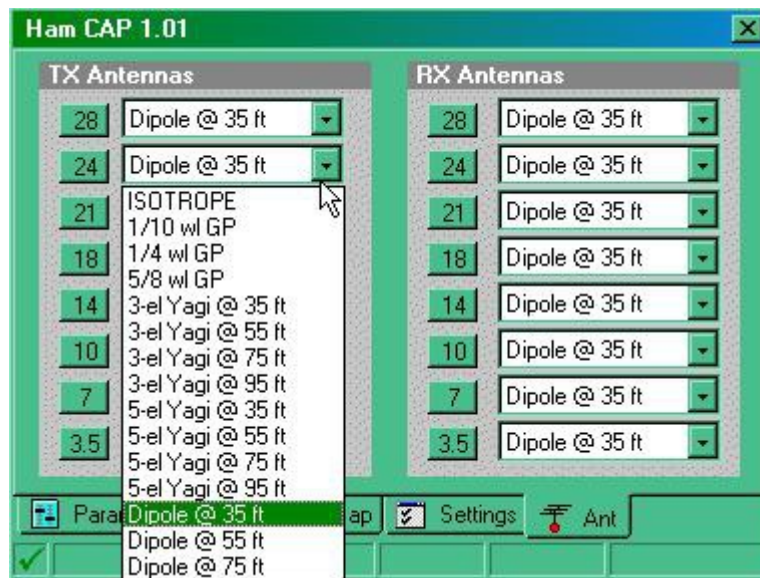 Ham CAP 1.01
TX Antennas
28 Dipole @ 35 ft
24 Dipole @ 35 ft
21
18
14
10
7
3.5
ISOTROPE
1/10 wl GP
1/4 wl GP
5/8 wl GP
3-el Yagi @ 35 ft
3-el Yagi @ 55 ft
3-el Yagi @ 75 ft
3-el Yagi @ 95 ft
5-el Yagi @ 35 ft
5-el Yagi @ 55 ft
5-el Yagi @ 75 ft
5-el Yagi @ 95 ft
Dipole @ 35 ft
Dipole @ 55 ft
Dipole @ 75 ft
RX Antennas
28 Dipole @ 35 ft
24 Dipole @ 35 ft
21 Dipole @ 35 ft
18 Dipole @ 35 ft
14 Dipole @ 35 ft
10 Dipole @ 35 ft
7 Dipole @ 35 ft
3.5 Dipole @ 35 ft
Para
ap
Settings
Ant